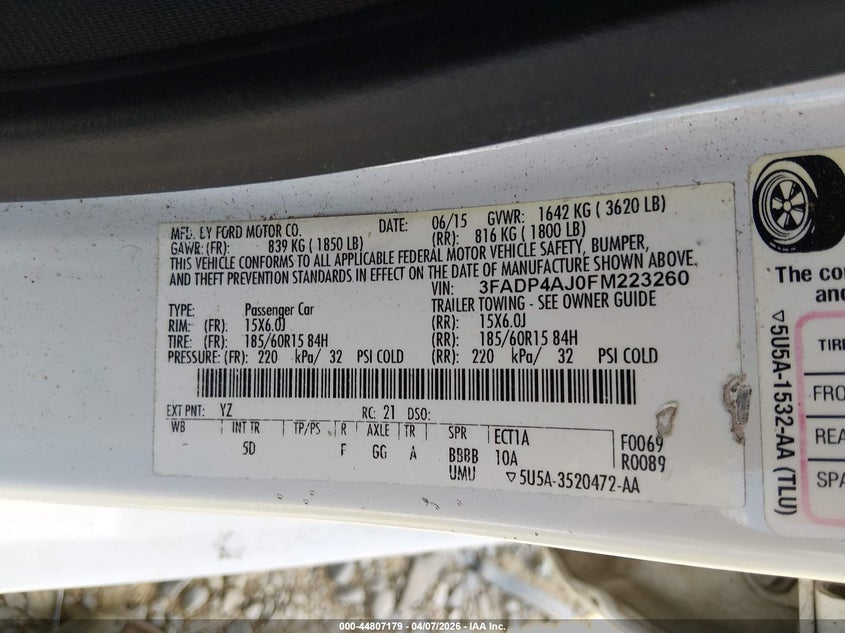 MFD. BY FORD MOTOR CO. DATE: 06/15 GVWR: 1642 KG ( 3620 LB)
GAWR: (FR): 839 KG ( 1850 LB) (RR): 816 KG ( 1800 LB)
THIS VEHICLE CONFORMS TO ALL APPLICABLE FEDERAL MOTOR VEHICLE SAFETY, BUMPER,
AND THEFT PREVENTION STANDARDS IN EFFECT ON THE DATE OF MANUFACTURE SHOWN ABOVE.
VIN: 3FADP4AJ0FM223260
TYPE: Passenger Car TRAILER TOWING - SEE OWNER GUIDE
RIM: (FR) 15X6.0J (RR): 15X6.0J
TIRE: (FR) 185/60R15 84H (RR): 185/60R15 84H
PRESSURE: (FR) 220 kPa/ 32 PSI COLD (RR): 220 kPa/ 32 PSI COLD
EXT PNT: YZ RC: 21 DSO:
WB INT TR TP/PS R AXLE TR SPR ECT1A F0069
5D F GG A BBBB 10A R0089
UMU ▽5U5A-3520472-AA
The co
an
▽5U5A-1532-AA (TLU)
TIR
FRO
REA
SPA
000-44807179 — 04/07/2026 — IAA Inc.